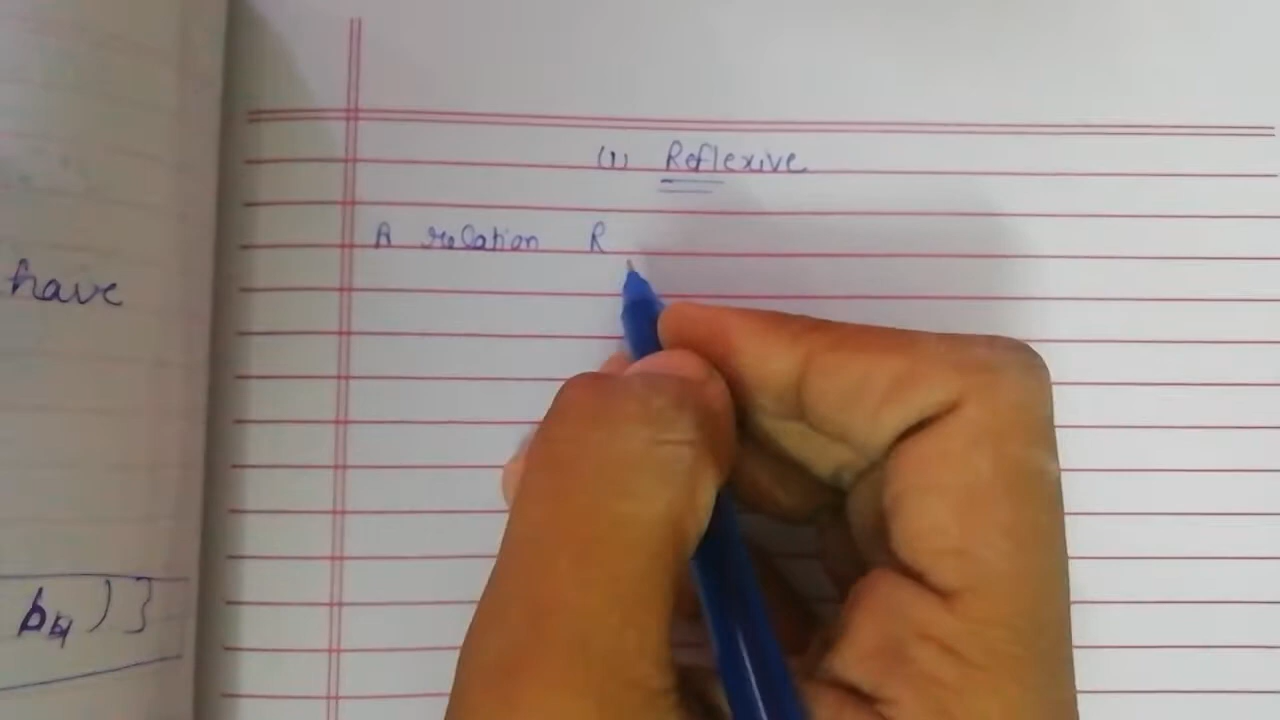 have
b₄)}
(1) Reflexive
A relation R